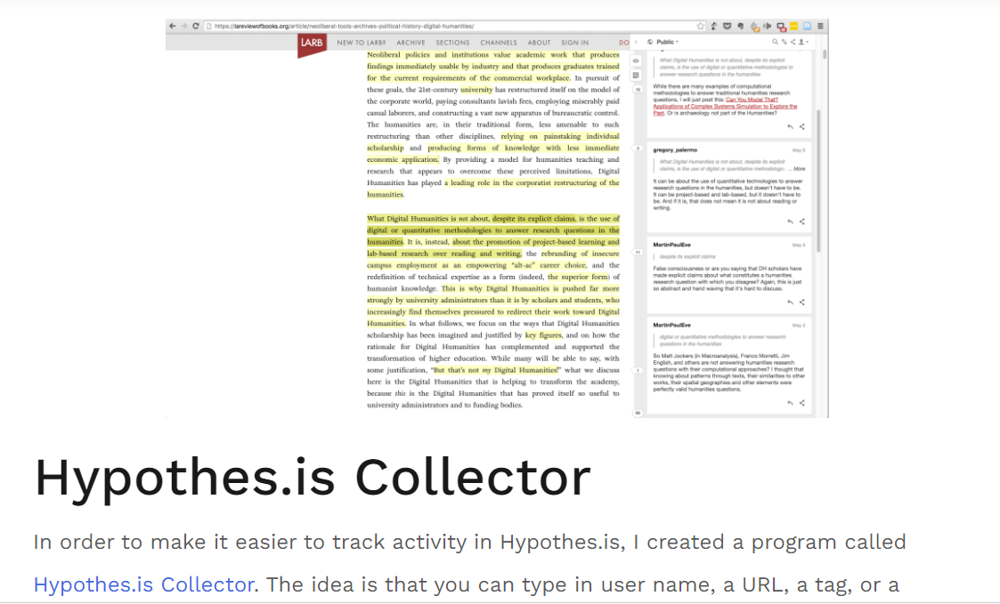 https://lareviewofbooks.org/article/neoliberal-tools-archives-political-history-digital-humanities/
LARB NEW TO LARB? ARCHIVE SECTIONS CHANNELS ABOUT SIGN IN DO
Neoliberal policies and institutions value academic work that produces
findings immediately usable by industry and that produces graduates trained
for the current requirements of the commercial workplace. In pursuit of
these goals, the 21st-century university has restructured itself on the model of
the corporate world, paying consultants lavish fees, employing miserably paid
casual laborers, and constructing a vast new apparatus of bureaucratic control.
The humanities are, in their traditional form, less amenable to such
restructuring than other disciplines, relying on painstaking individual
scholarship and producing forms of knowledge with less immediate
economic application. By providing a model for humanities teaching and
research that appears to overcome these perceived limitations, Digital
Humanities has played a leading role in the corporatist restructuring of the
humanities.
What Digital Humanities is not about, despite its explicit claims, is the use of
digital or quantitative methodologies to answer research questions in the
humanities. It is, instead, about the promotion of project-based learning and
lab-based research over reading and writing, the rebranding of insecure
campus employment as an empowering “alt-ac” career choice, and the
redefinition of technical expertise as a form (indeed, the superior form) of
humanist knowledge. This is why Digital Humanities is pushed far more
strongly by university administrators than it is by scholars and students, who
increasingly find themselves pressured to redirect their work toward Digital
Humanities. In what follows, we focus on the ways that Digital Humanities
scholarship has been imagined and justified by key figures, and on how the
rationale for Digital Humanities has complemented and supported the
transformation of higher education. While many will be able to say, with
some justification, “But that’s not my Digital Humanities!” what we discuss
here is the Digital Humanities that is helping to transform the academy,
because this is the Digital Humanities that has proved itself so useful to
university administrators and to funding bodies.
Public
What Digital Humanities is not about, despite its explicit
claims, is the use of digital or quantitative methodologies to
answer research questions in the humanities
While there are many examples of computational
methodologies to answer traditional humanities research
questions, I will just post this: Can You Model That?
Applications of Complex Systems Simulation to Explore the
Past. Or is archaeology not part of the Humanities?
gregory_palermo May 6
What Digital Humanities is not about, despite its explicit
claims, is the use of digital or quantitative methodologie ... More
It can be about the use of quantitative technologies to answer
research questions in the humanities, but doesn't have to be.
It can be project-based and lab-based, but it doesn't have to
be. And if it is, that does not mean it is not about reading or
writing.
MartinPaulEve May 5
despite its explicit claims
False consciousness or are you saying that DH scholars have
made explicit claims about what constitutes a humanities
research question with which you disagree? Again, this is just
so abstract and hand waving that it's hard to discuss.
MartinPaulEve May 5
digital or quantitative methodologies to answer research
questions in the humanities
So Matt Jockers (in Macroanalysis), Franco Morretti, Jim
English, and others are not answering humanities research
questions with their computational approaches? I thought that
knowing about patterns through texts, their similarities to other
works, their spatial geographies and other elements were
perfectly valid humanities questions.
Hypothes.is Collector
In order to make it easier to track activity in Hypothes.is, I created a program called
Hypothes.is Collector. The idea is that you can type in user name, a URL, a tag, or a